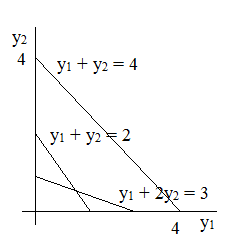 y2
4
y1 + y2 = 4
y1 + y2 = 2
y1 + 2y2 = 3
4
y1